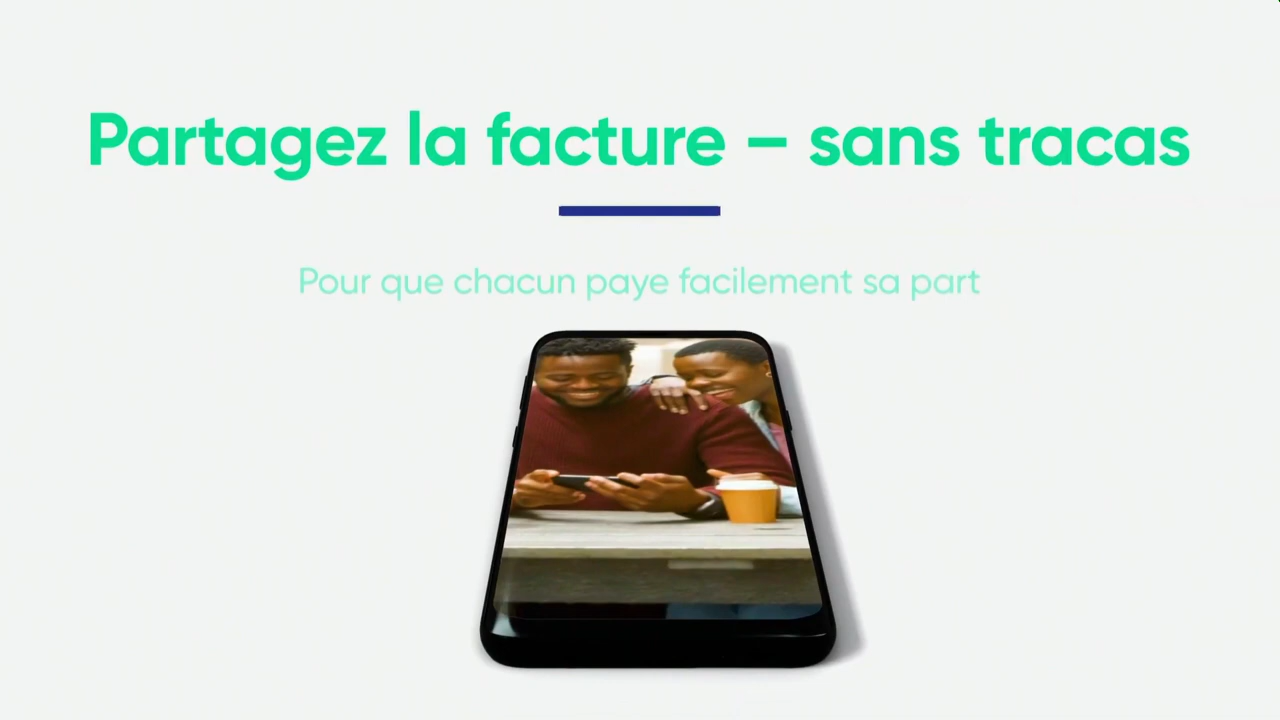 Partagez la facture – sans tracas
Pour que chacun paye facilement sa part